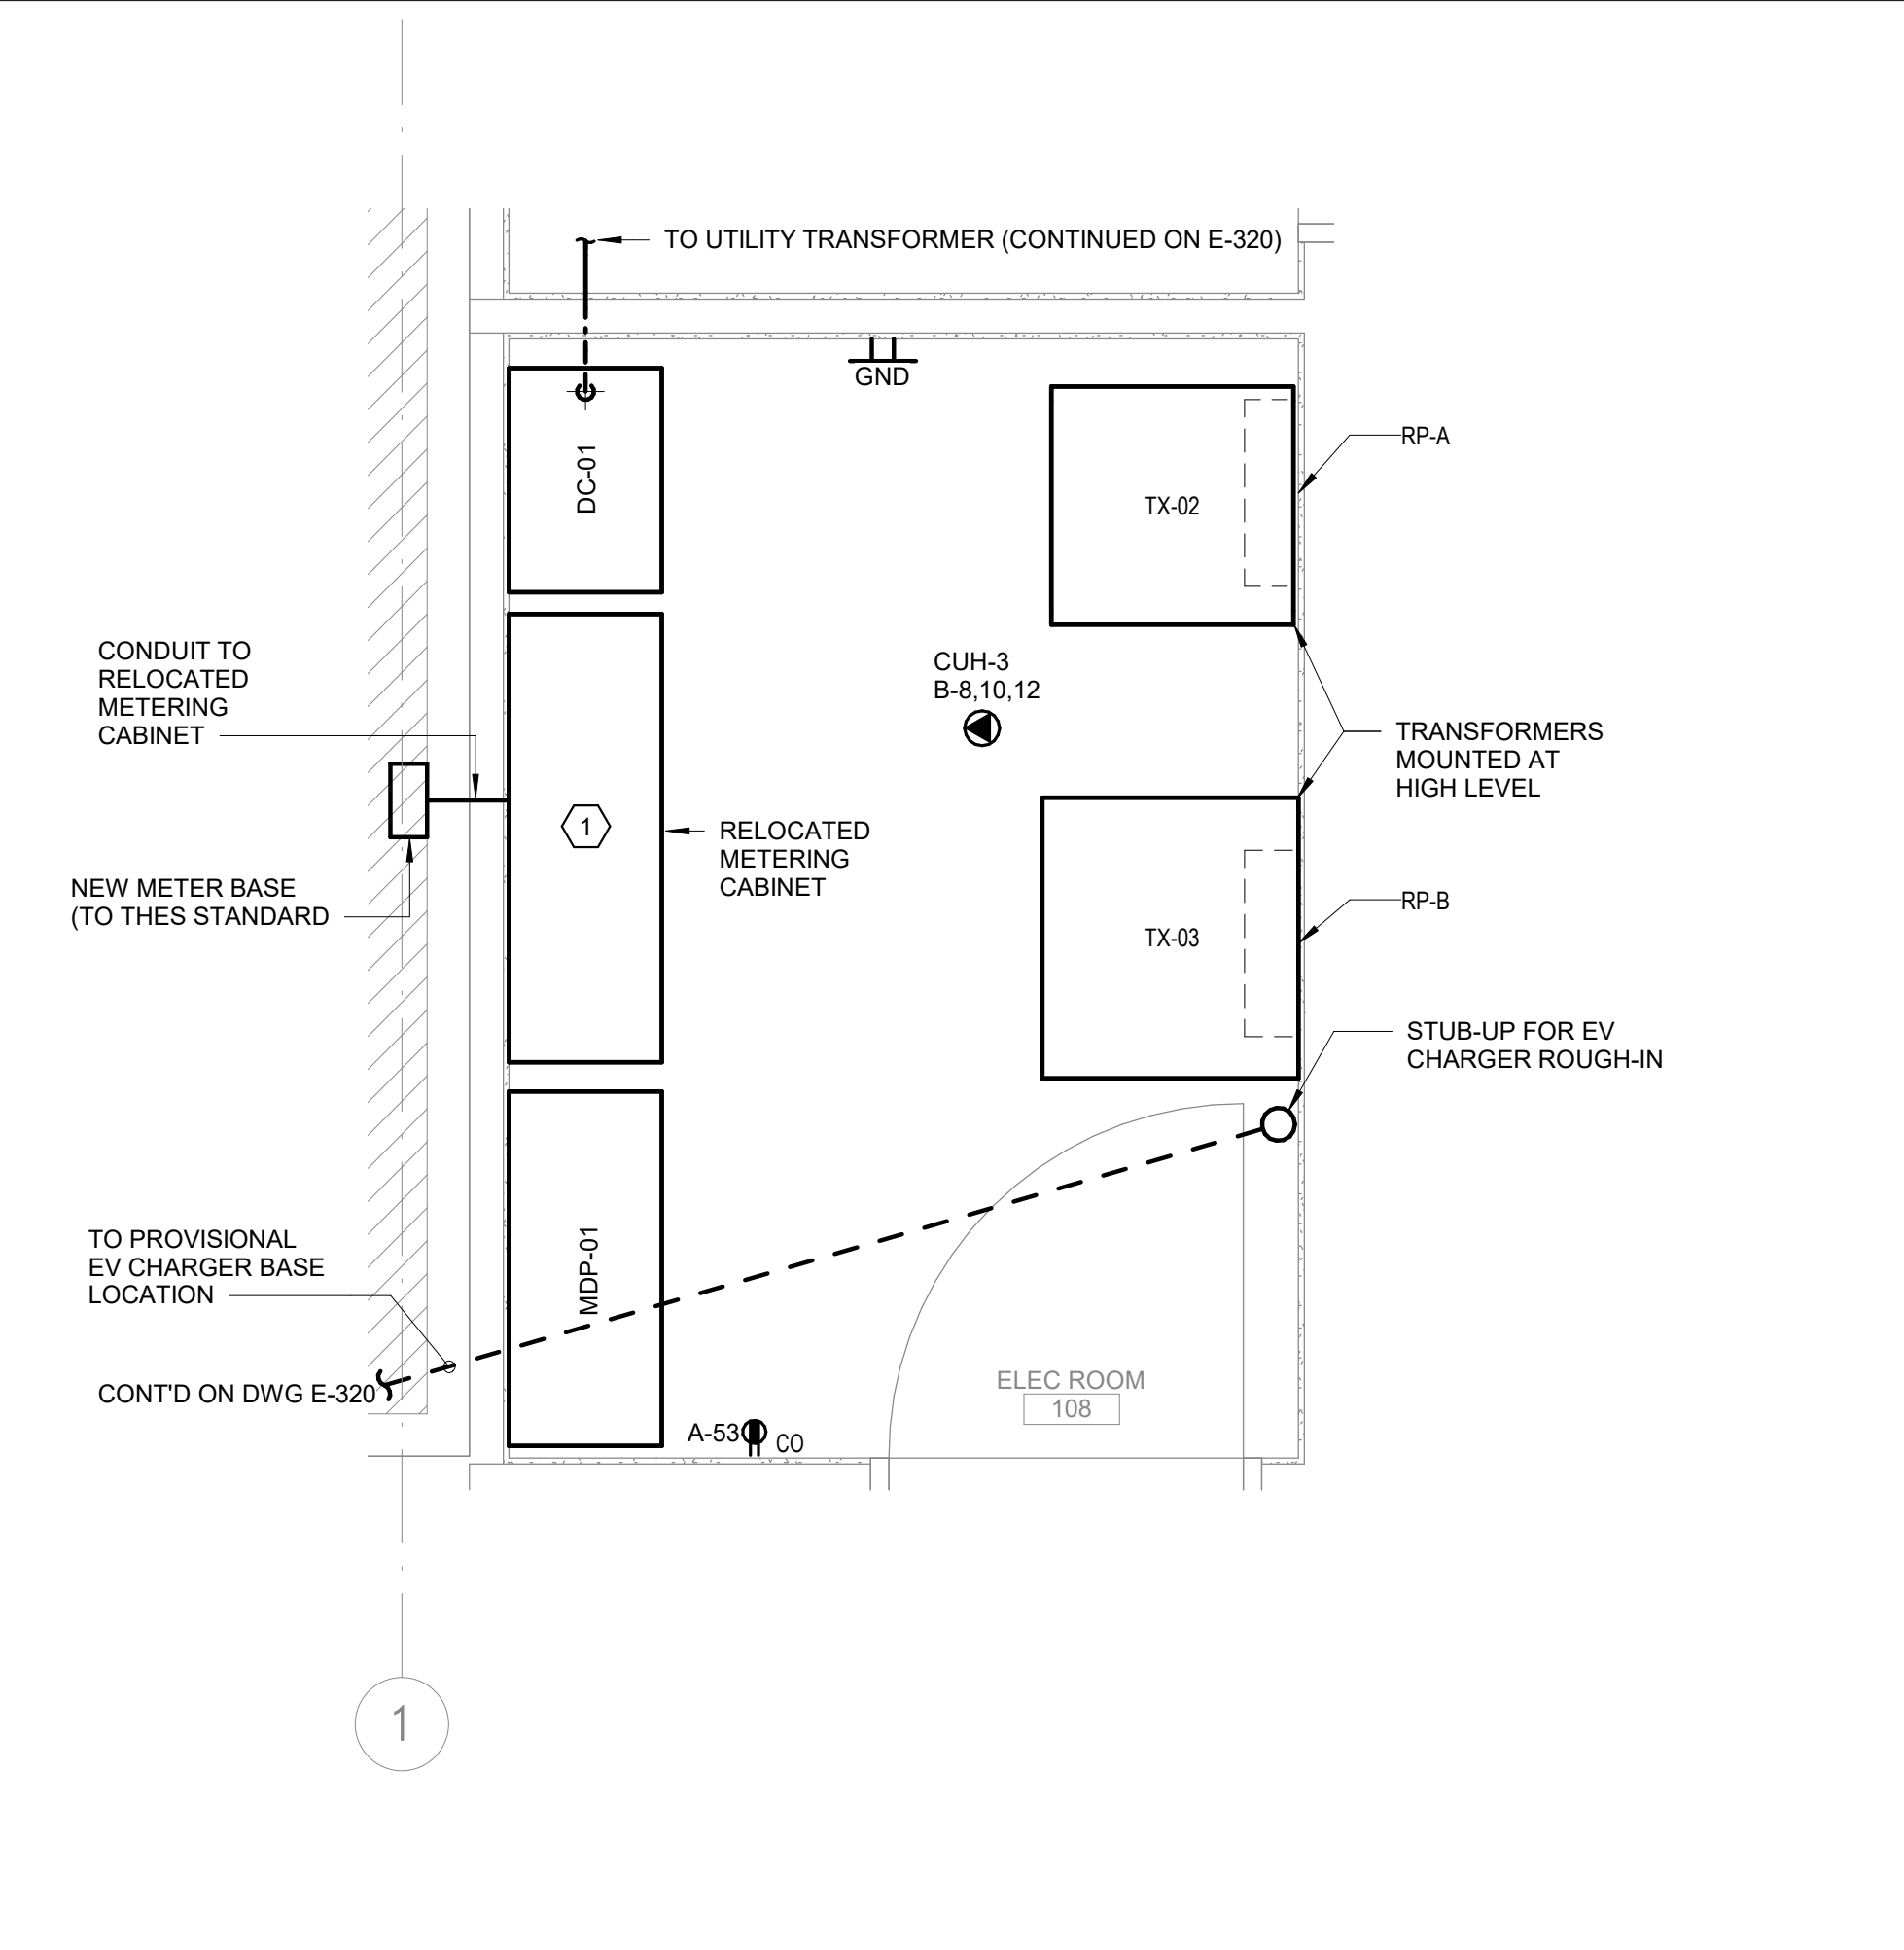 TO UTILITY TRANSFORMER (CONTINUED ON E-320)
GND
DC-01
TX-02
RP-A
CONDUIT TO
RELOCATED
METERING
CABINET
CUH-3
B-8,10,12
TRANSFORMERS
MOUNTED AT
HIGH LEVEL
1
RELOCATED
METERING
CABINET
NEW METER BASE
(TO THES STANDARD
TX-03
RP-B
STUB-UP FOR EV
CHARGER ROUGH-IN
TO PROVISIONAL
EV CHARGER BASE
LOCATION
MDP-01
CONT'D ON DWG E-320
A-53
CO
ELEC ROOM
108
1